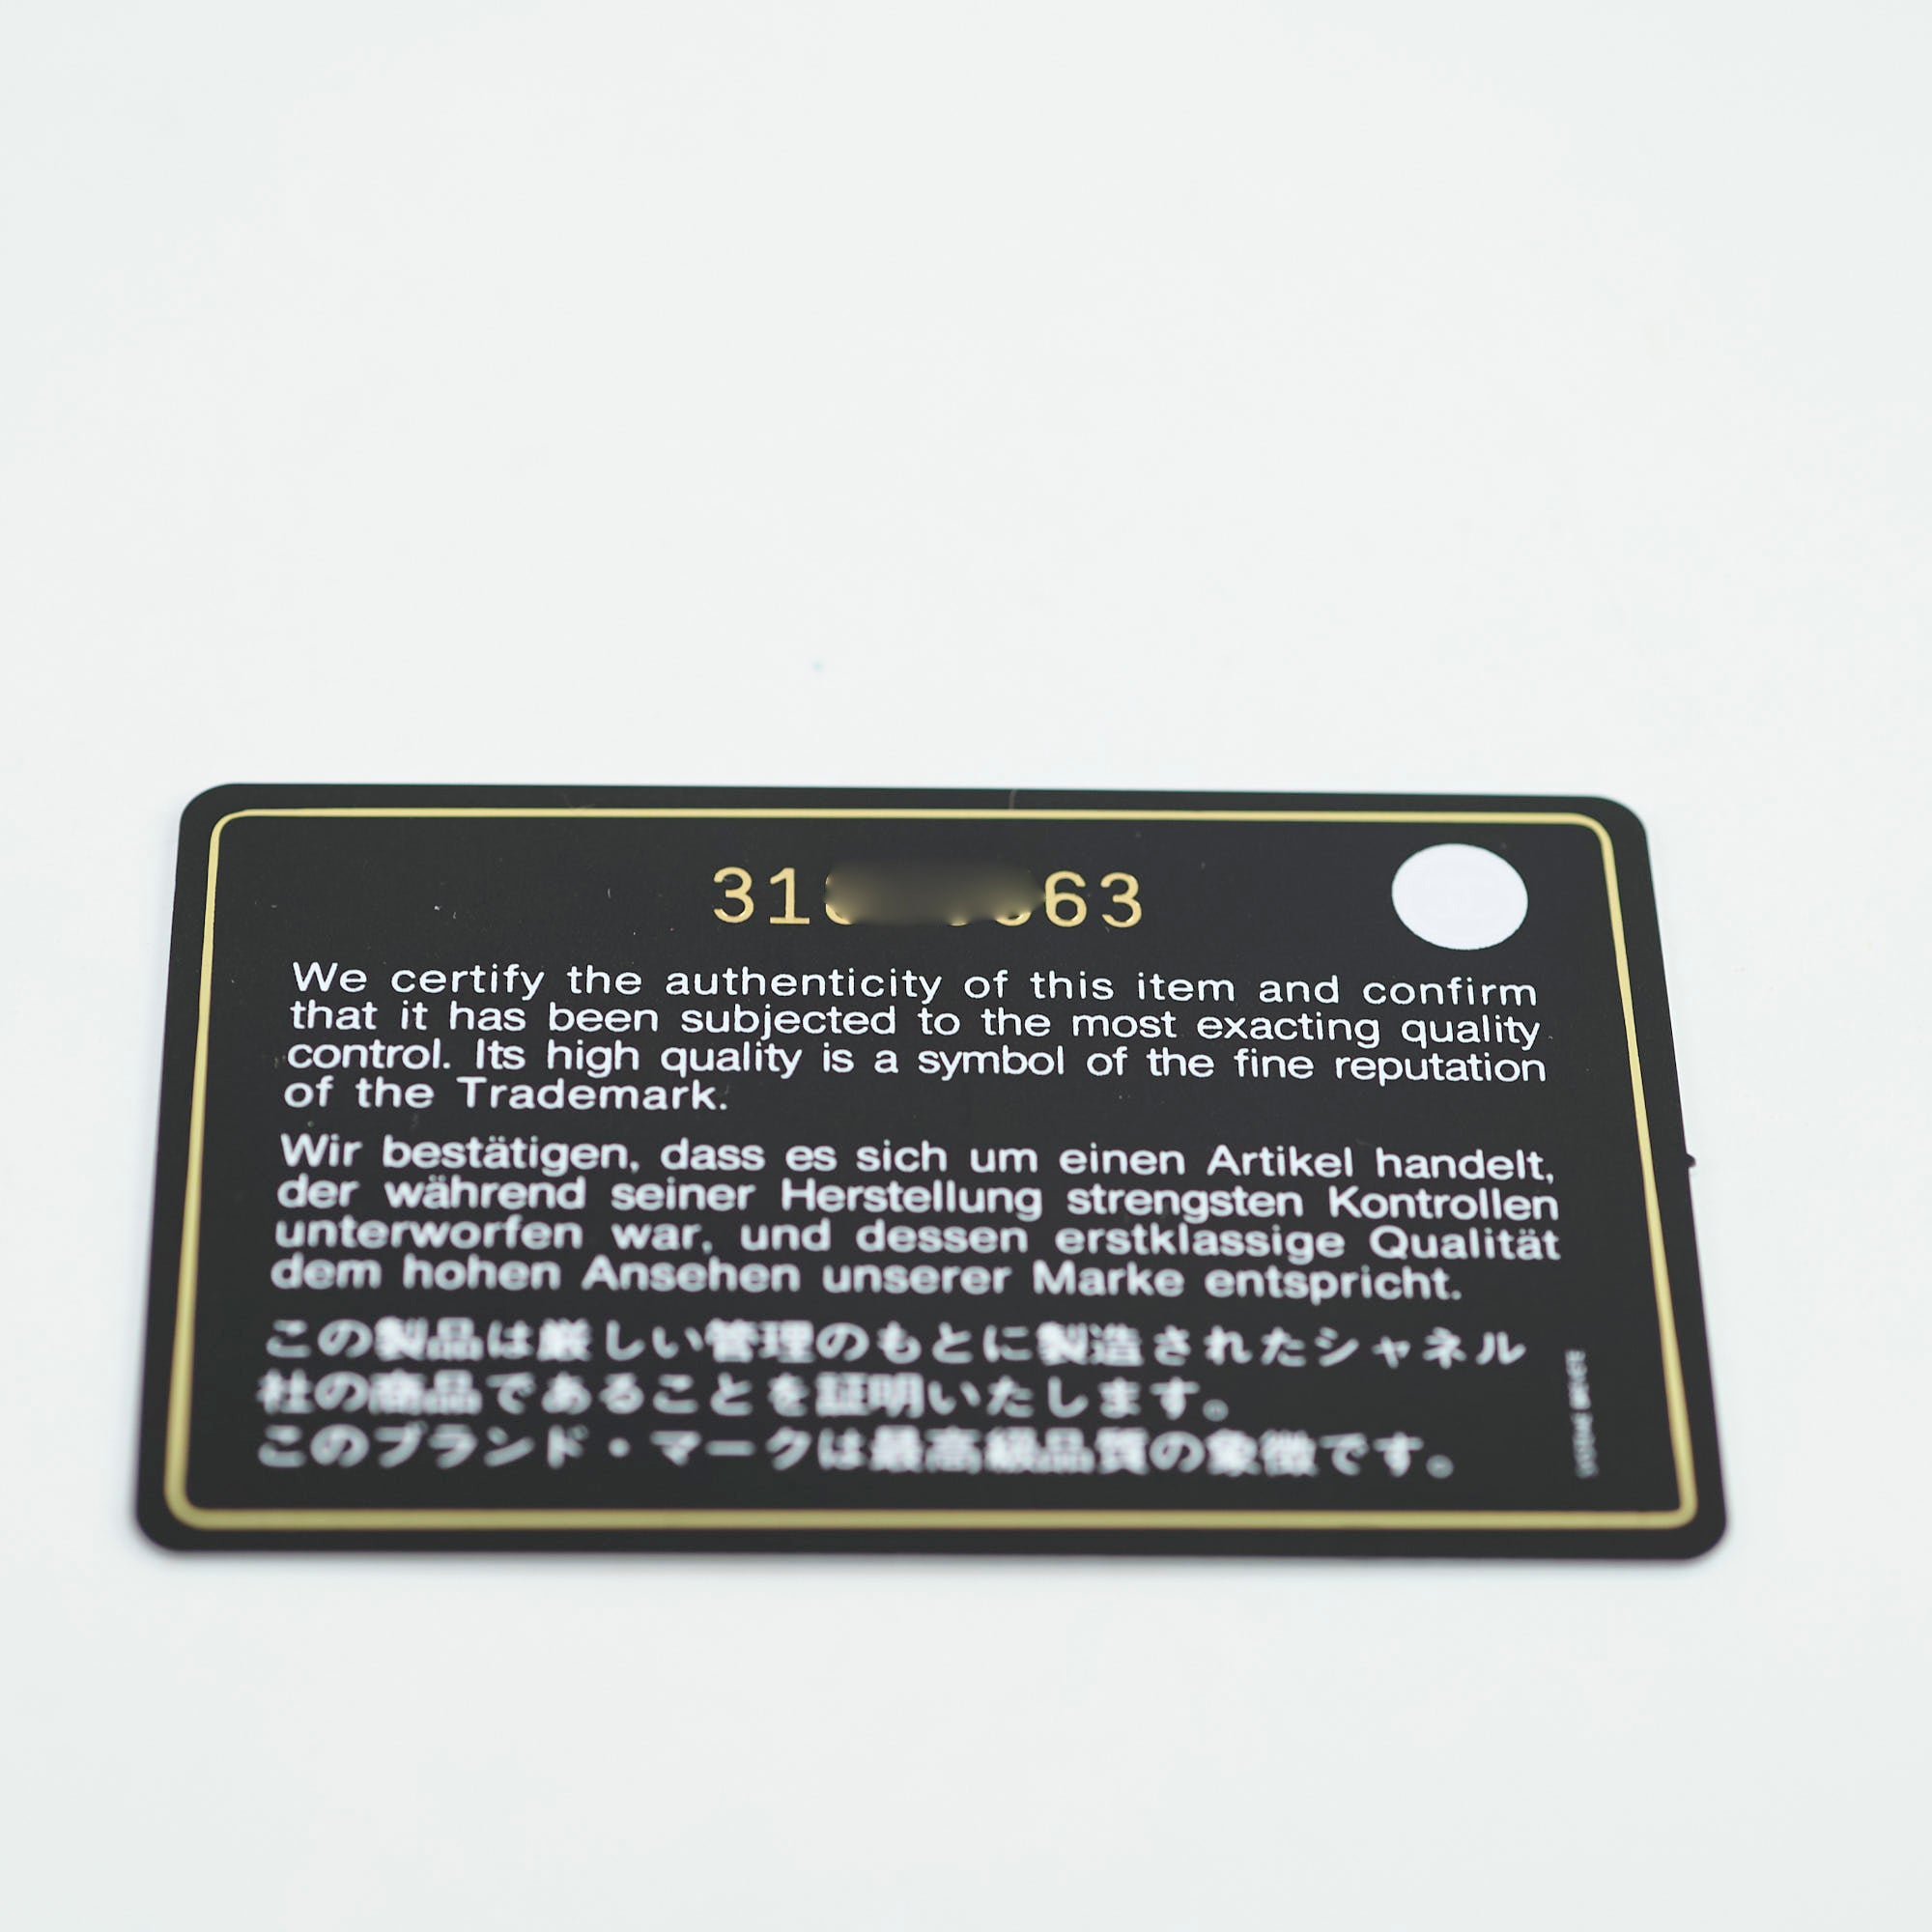 31 63
We certify the authenticity of this item and confirm
that it has been subjected to the most exacting quality
control. Its high quality is a symbol of the fine reputation
of the Trademark.
Wir bestätigen, dass es sich um einen Artikel handelt,
der während seiner Herstellung strengsten Kontrollen
unterworfen war, und dessen erstklassige Qualität
dem hohen Ansehen unserer Marke entspricht.
この製品は厳しい管理のもとに製造されたシャネル
社の商品であることを証明いたします。
このブランド・マークは最高級品質の象徴です。